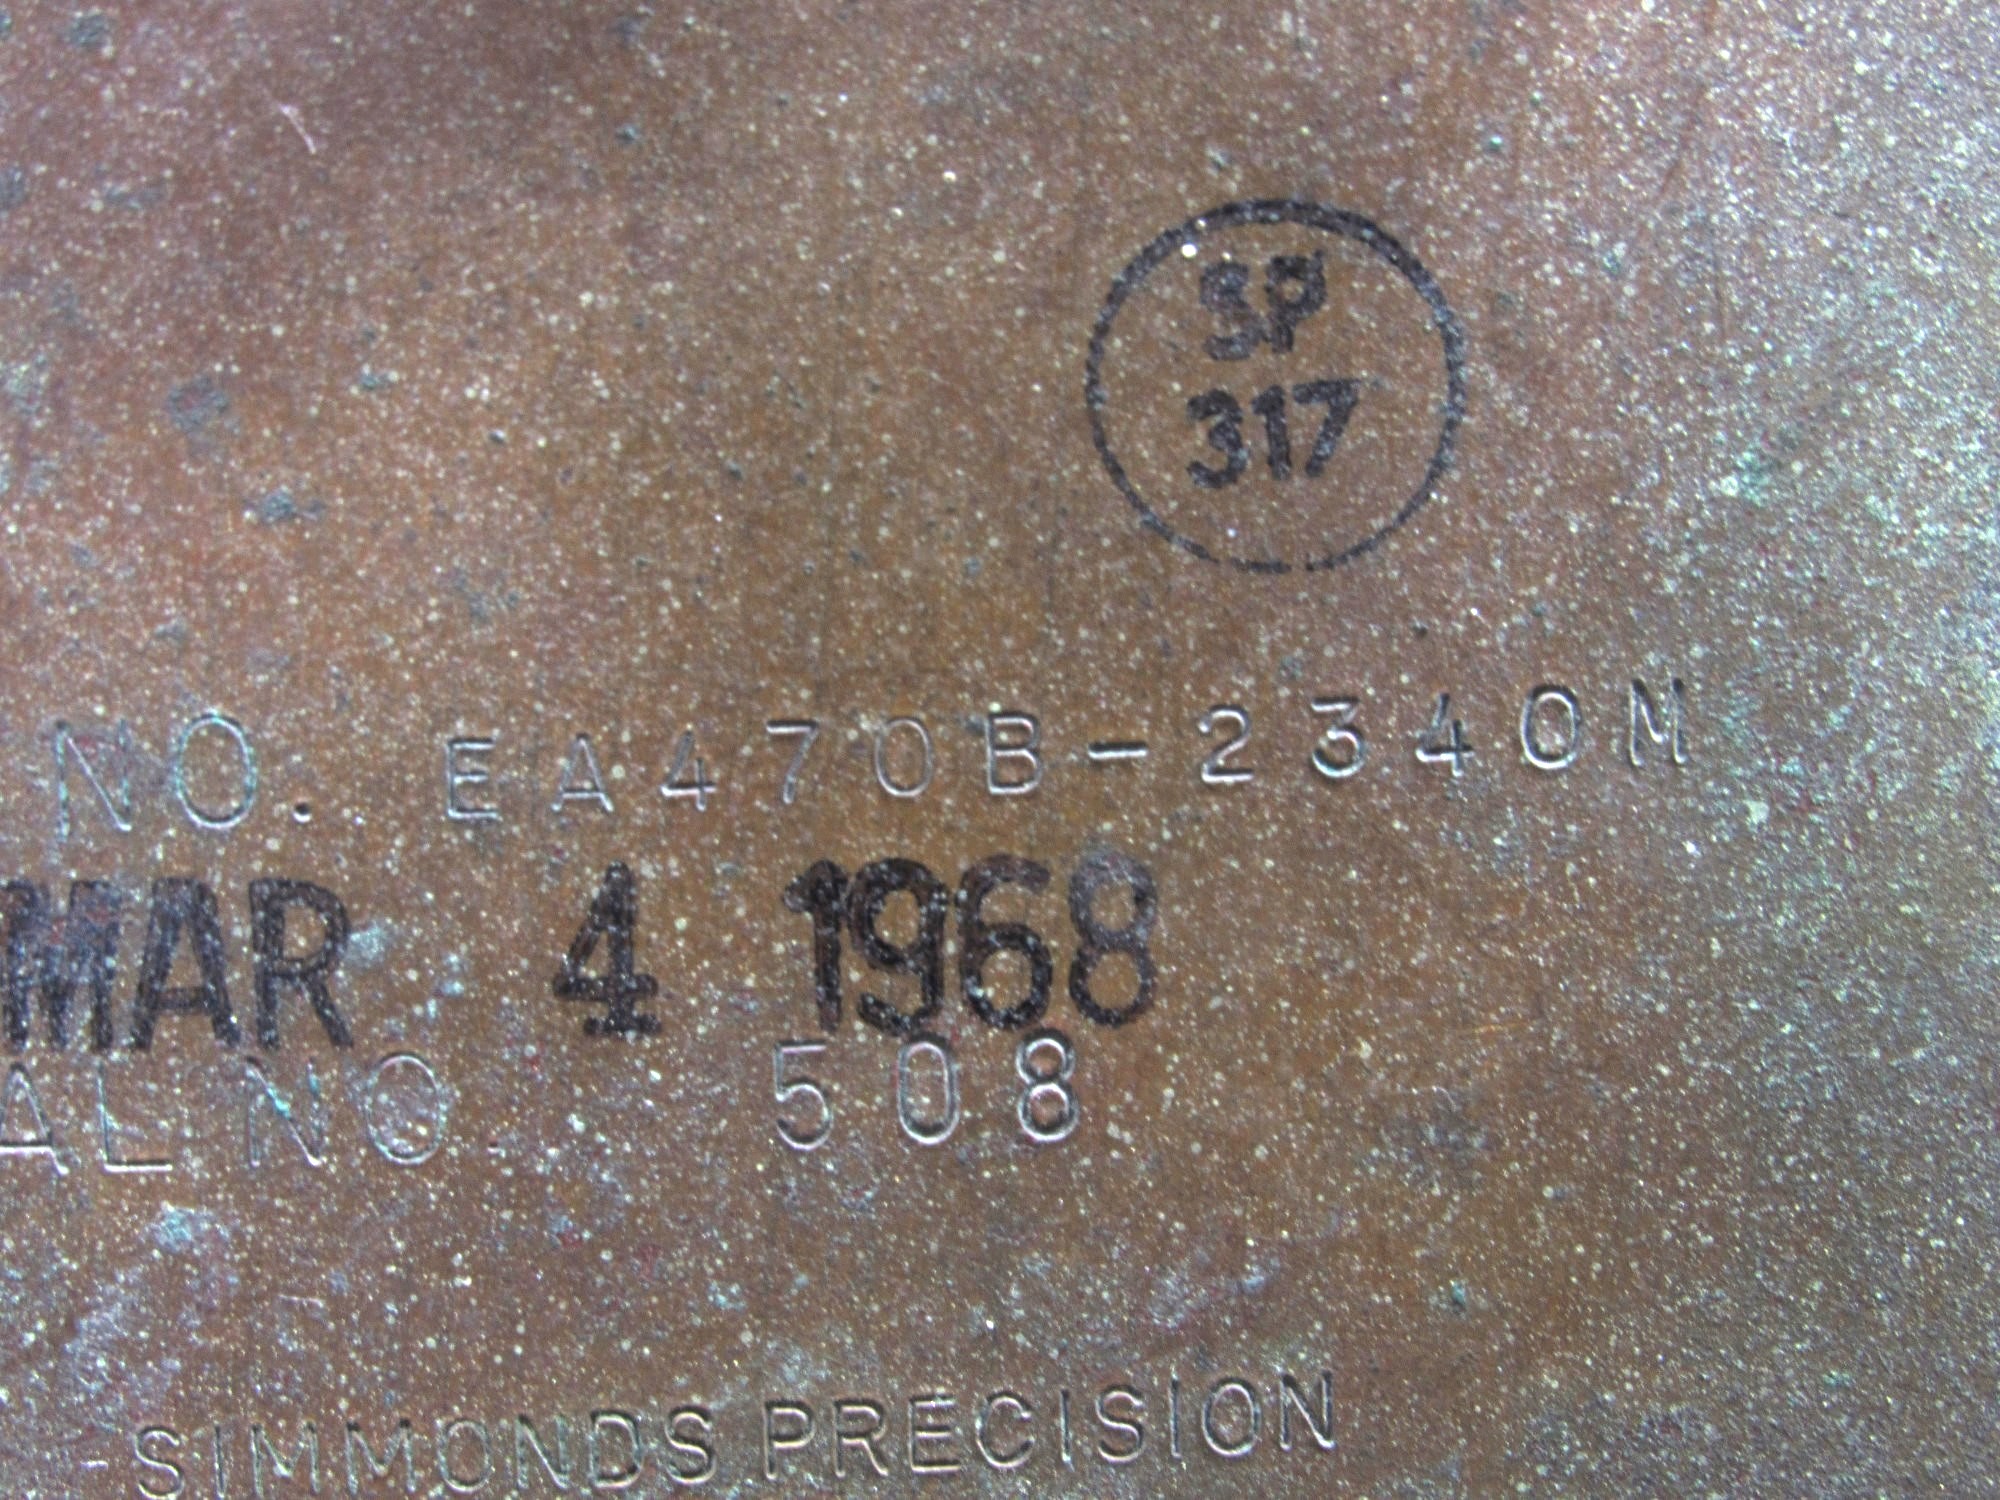 SP
317
NO. EA470B-2340M
MAR 4 1968
AL NO 508
-SIMMONDS PRECISION